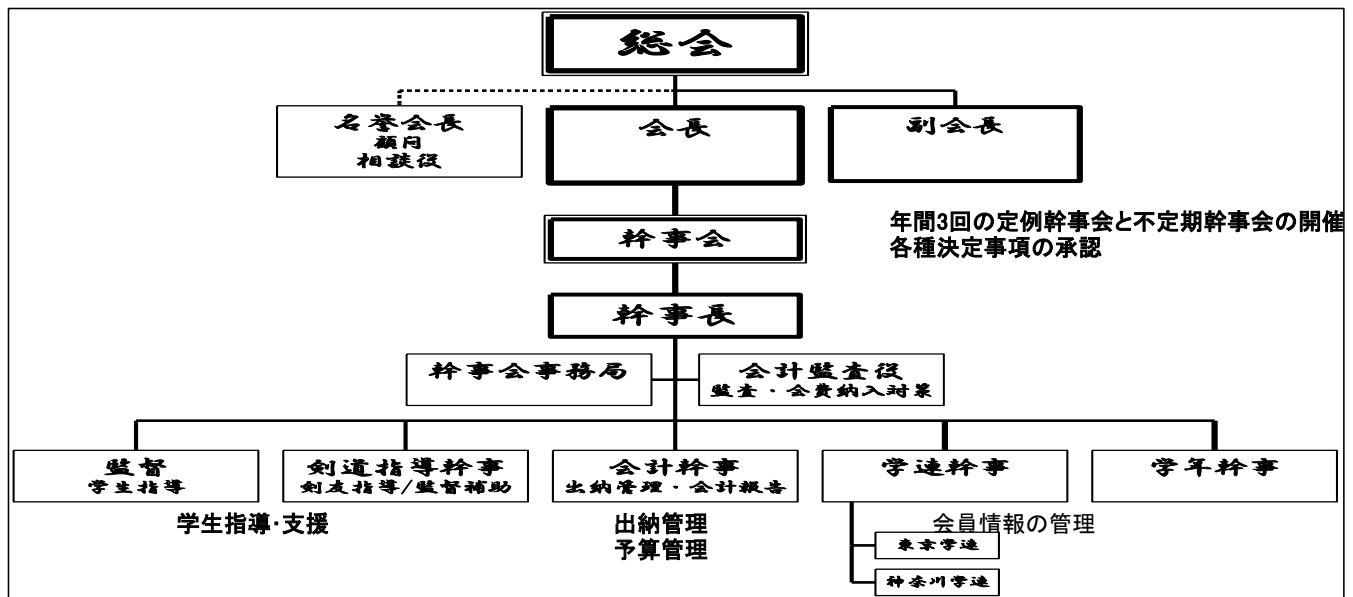 総会
名誉会長
顧問
相談役
会長
副会長
年間3回の定例幹事会と不定期幹事会の開催
各種決定事項の承認
幹事会
幹事長
幹事会事務局
会計監査役
監査・会費納入対策
監督
学生指導
剣道指導幹事
剣友指導/監督補助
会計幹事
出納管理・会計報告
学連幹事
学年幹事
学生指導・支援
出納管理
予算管理
会員情報の管理
東京学連
神奈川学連